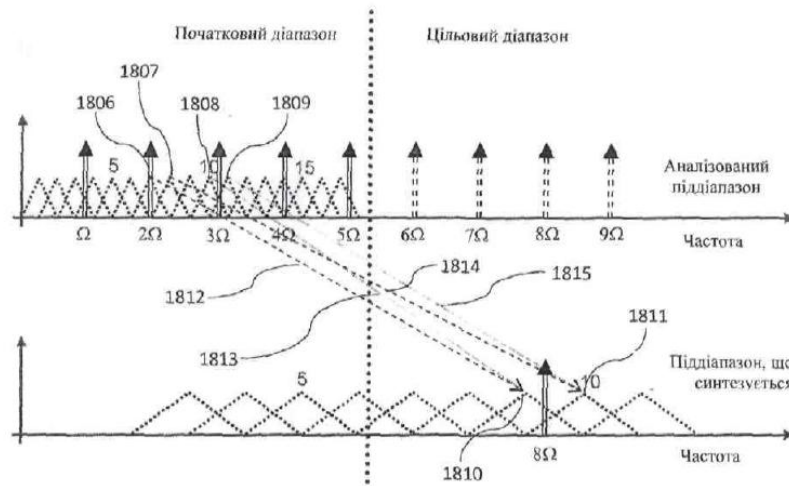 Початковий діапазон Цільовий діапазон
1807
1806 1808 1809
5 10 15
Аналізований
піддіапазон
Ω 2Ω 3Ω 4Ω 5Ω 6Ω 7Ω 8Ω 9Ω
Частота
1812 1814 1815
1813 1811
5 10
Піддіапазон, що
синтезується
8Ω
1810 Частота